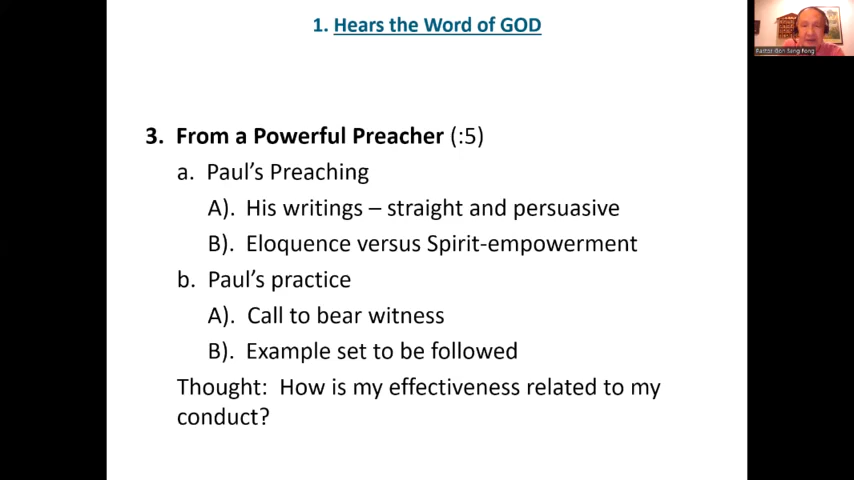 1. Hears the Word of GOD
3. From a Powerful Preacher (:5)
a. Paul's Preaching
A). His writings – straight and persuasive
B). Eloquence versus Spirit-empowerment
b. Paul's practice
A). Call to bear witness
B). Example set to be followed
Thought: How is my effectiveness related to my
conduct?